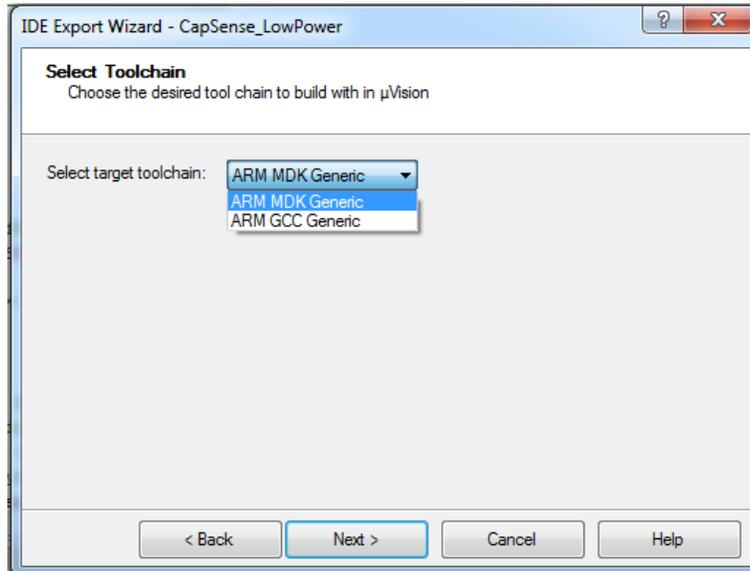 IDE Export Wizard - CapSense_LowPower
Select Toolchain
Choose the desired tool chain to build with in µVision
Select target toolchain: ARM MDK Generic
ARM MDK Generic
ARM GCC Generic
< Back Next > Cancel Help